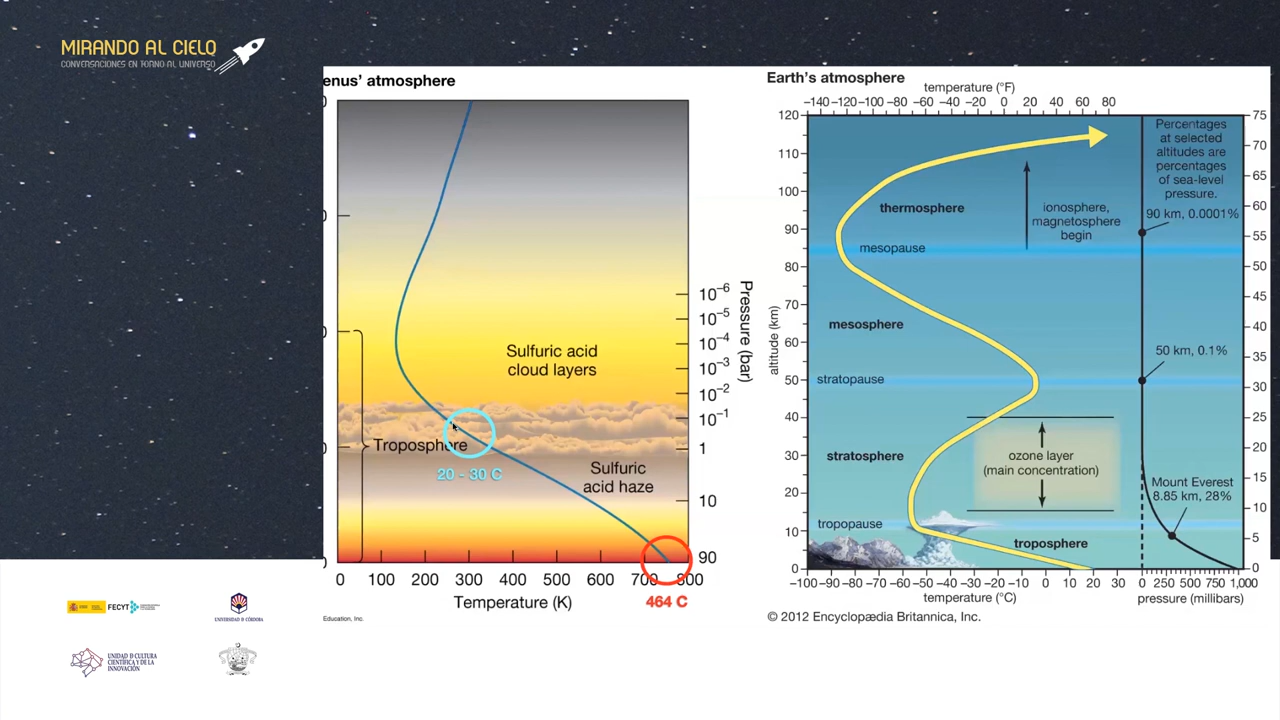 MIRANDO AL CIELO
CONVERSACIONES EN TORNO AL UNIVERSO
enus' atmosphere
10⁻⁶
10⁻⁵
10⁻⁴
10⁻³
10⁻²
10⁻¹
1
10
90
Pressure (bar)
Sulfuric acid
cloud layers
Troposphere
20 - 30 C
Sulfuric
acid haze
0 100 200 300 400 500 600 700 800
Temperature (K)
464 C
Education, Inc.
Earth's atmosphere
temperature (°F)
−140 −120 −100 −80 −60 −40 −20 0 20 40 60 80
120
110
100
90
80
70
60
50
40
30
20
10
0
altitude (km)
thermosphere
ionosphere,
magnetosphere
begin
mesopause
mesosphere
stratopause
stratosphere
ozone layer
(main concentration)
tropopause
troposphere
Percentages
at selected
altitudes are
percentages
of sea-level
pressure.
90 km, 0.0001%
50 km, 0.1%
Mount Everest
8.85 km, 28%
75
70
65
60
55
50
45
40
35
30
25
20
15
10
5
0
−100 −90 −80 −70 −60 −50 −40 −30 −20 −10 0 10 20 30
temperature (°C)
0 250 500 750 1,000
pressure (millibars)
© 2012 Encyclopædia Britannica, Inc.
FECYT
UNIVERSIDAD D CÓRDOBA
UNIDAD D CULTURA
CIENTÍFICA Y DE LA
INNOVACIÓN